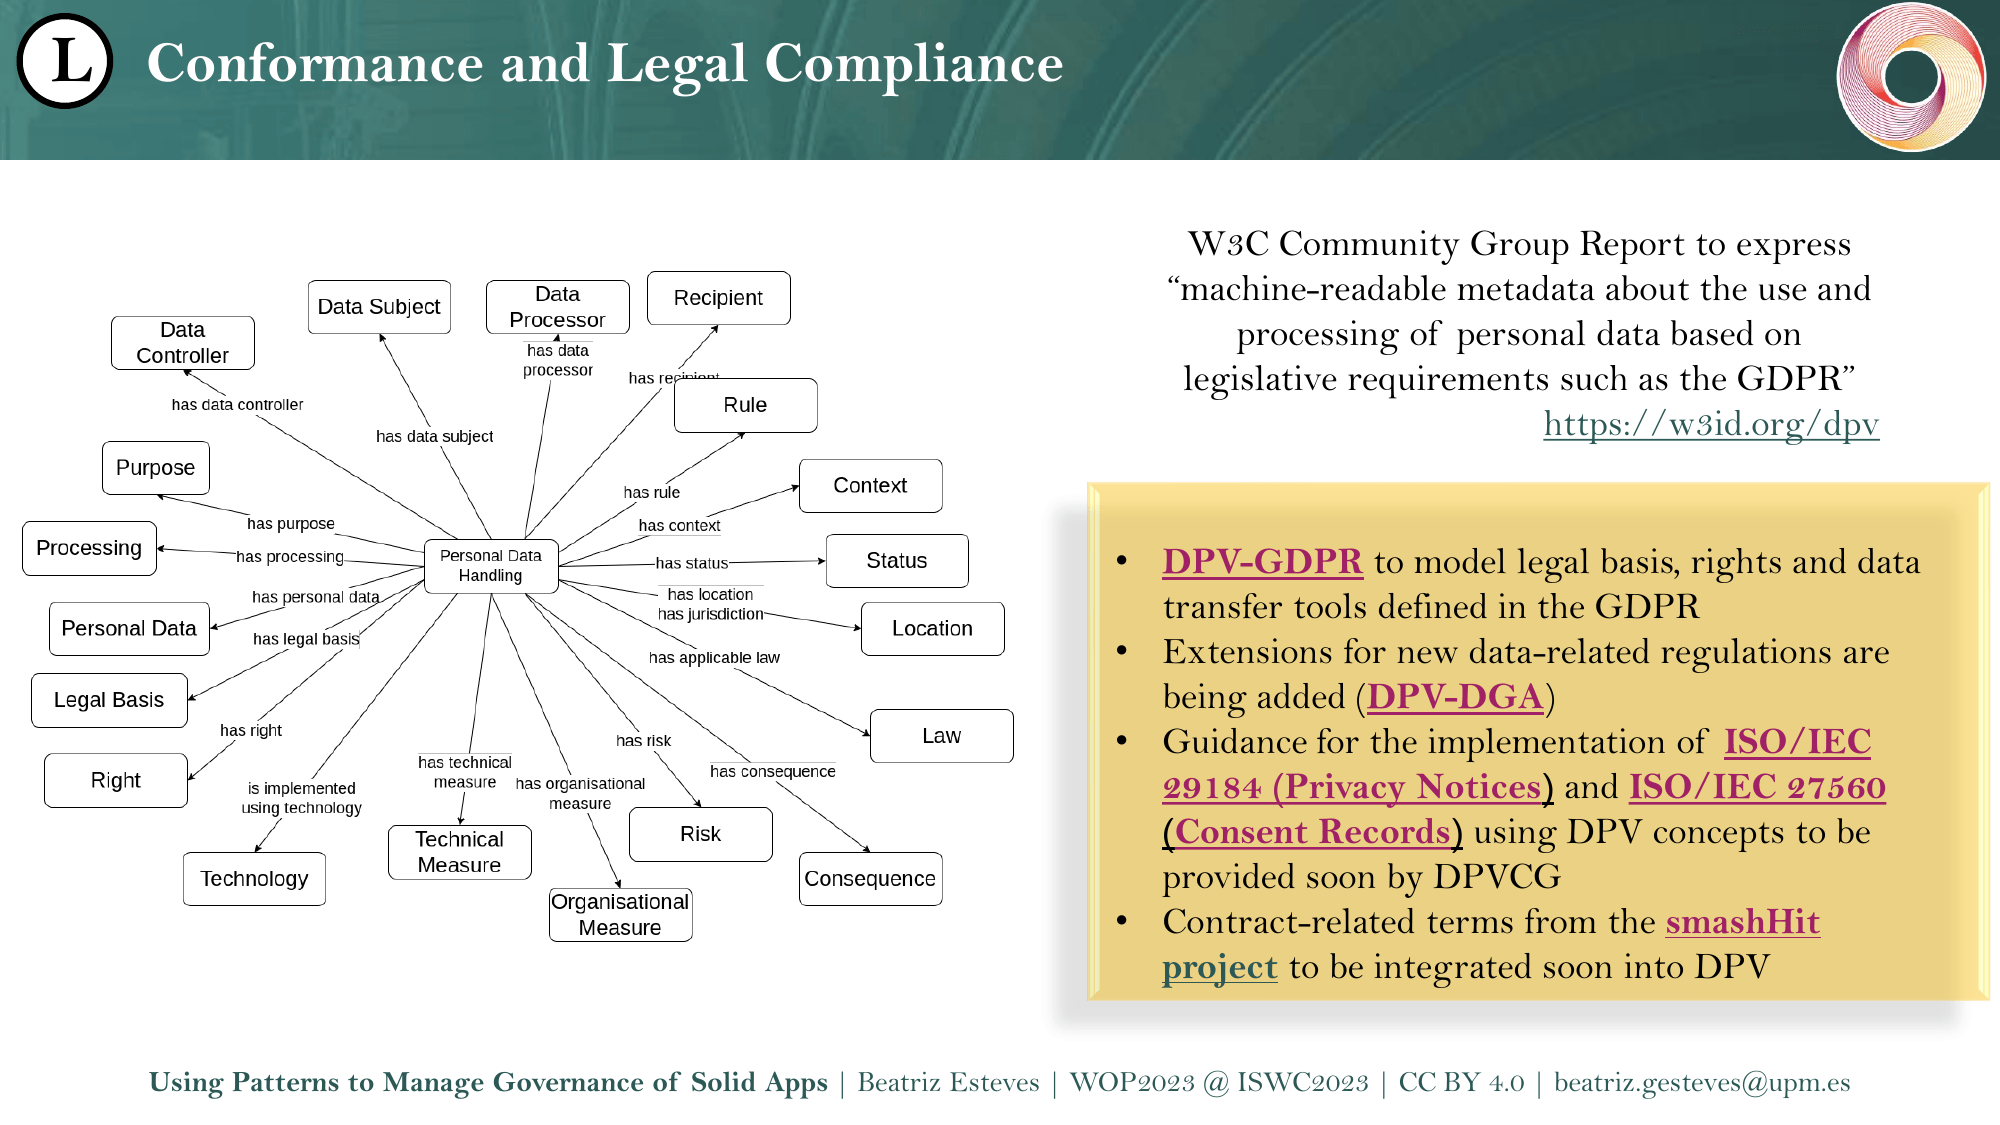 L
Conformance and Legal Compliance
Data Subject
Data
Processor
Recipient
Data
Controller
has data
processor
has recipient
has data controller
Rule
has data subject
Purpose
Context
has rule
has purpose
has context
Processing
has processing
Personal Data
Handling
has status
Status
has personal data
has location
has jurisdiction
Personal Data
Location
has legal basis
has applicable law
Legal Basis
has right
has risk
Law
Right
has technical
measure
has organisational
measure
has consequence
is implemented
using technology
Technology
Technical
Measure
Risk
Consequence
Organisational
Measure
W3C Community Group Report to express
“machine-readable metadata about the use and
processing of personal data based on
legislative requirements such as the GDPR”
https://w3id.org/dpv
• DPV-GDPR to model legal basis, rights and data
transfer tools defined in the GDPR
• Extensions for new data-related regulations are
being added (DPV-DGA)
• Guidance for the implementation of ISO/IEC
29184 (Privacy Notices) and ISO/IEC 27560
(Consent Records) using DPV concepts to be
provided soon by DPVCG
• Contract-related terms from the smashHit
project to be integrated soon into DPV
Using Patterns to Manage Governance of Solid Apps | Beatriz Esteves | WOP2023 @ ISWC2023 | CC BY 4.0 | beatriz.gesteves@upm.es